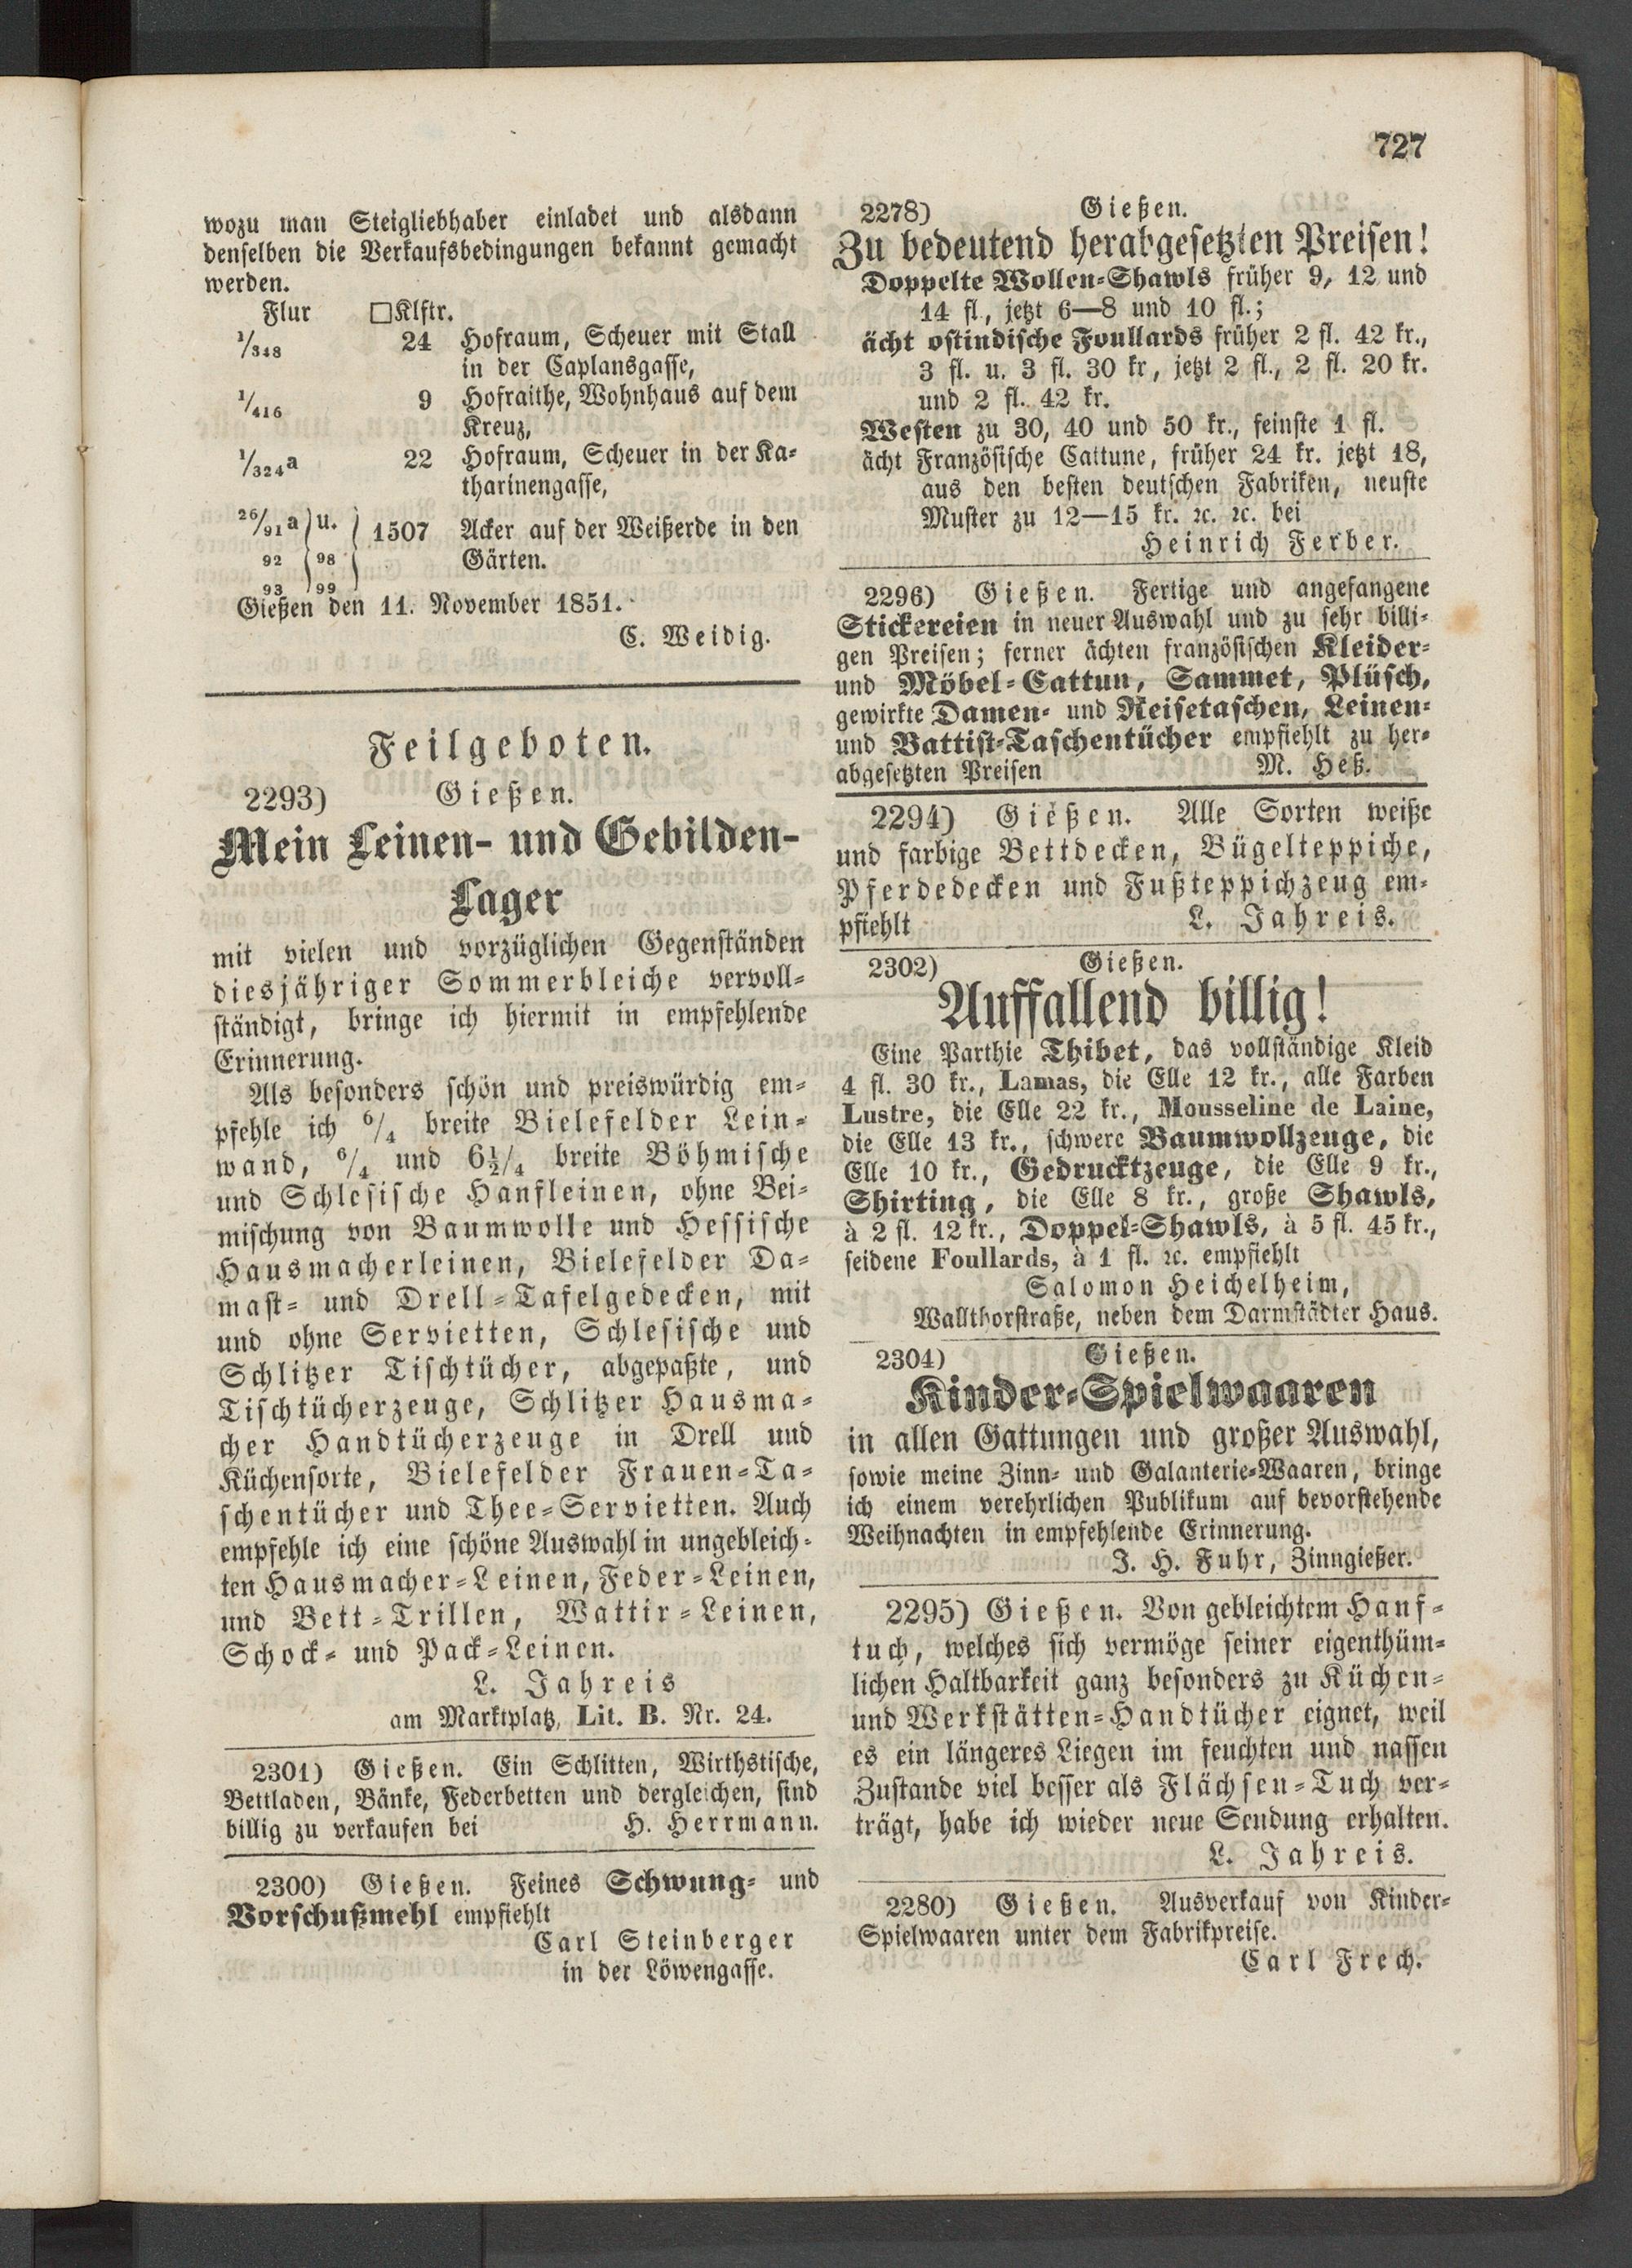 727
wozu man Steigliebhaber einladet und alsdann
denselben die Verkaufsbedingungen bekannt gemacht
werden.
Flur □Klftr.
1/348 24 Hofraum, Scheuer mit Stall
in der Caplansgasse,
1/416 9 Hofraithe, Wohnhaus auf dem
Kreuz,
1/324a 22 Hofraum, Scheuer in der Ka-
tharinengasse,
26/91a u. 1507 Acker auf der Weißerde in den
92 98 Gärten.
93 99
Gießen den 11. November 1851.
C. Weidig.
Feilgeboten.
2293) Gießen.
Mein Leinen- und Gebilden-
Lager
mit vielen und vorzüglichen Gegenständen
diesjähriger Sommerbleiche vervoll-
ständigt, bringe ich hiermit in empfehlende
Erinnerung.
Als besonders schön und preiswürdig em-
pfehle ich 6/4 breite Bielefelder Lein-
wand, 6/4 und 6½/4 breite Böhmische
und Schlesische Hanfleinen, ohne Bei-
mischung von Baumwolle und Hessische
Hausmacherleinen, Bielefelder Da-
mast- und Drell-Tafelgedecken, mit
und ohne Servietten, Schlesische und
Schlitzer Tischtücher, abgepaßte, und
Tischtücherzeuge, Schlitzer Hausma-
cher Handtücherzeuge in Drell und
Küchensorte, Bielefelder Frauen-Ta-
schentücher und Thee-Servietten. Auch
empfehle ich eine schöne Auswahl in ungebleich-
ten Hausmacher-Leinen, Feder-Leinen,
und Bett-Trillen, Wattir-Leinen,
Schock- und Pack-Leinen.
L. Jahreis
am Marktplatz, Lit. B. Nr. 24.
2301) Gießen. Ein Schlitten, Wirthstische,
Bettladen, Bänke, Federbetten und dergleichen, sind
billig zu verkaufen bei H. Herrmann.
2300) Gießen. Feines Schwung- und
Vorschußmehl empfiehlt
Carl Steinberger
in der Löwengasse.
2278) Gießen.
Zu bedeutend herabgesetzten Preisen!
Doppelte Wollen-Shawls früher 9, 12 und
14 fl., jetzt 6—8 und 10 fl.;
ächt ostindische Foullards früher 2 fl. 42 kr.,
3 fl. u. 3 fl. 30 kr, jetzt 2 fl., 2 fl. 20 kr.
und 2 fl. 42 kr.
Westen zu 30, 40 und 50 kr., feinste 1 fl.
ächt Französische Cattune, früher 24 kr. jetzt 18,
aus den besten deutschen Fabriken, neuste
Muster zu 12—15 kr. ꝛc. ꝛc. bei
Heinrich Ferber.
2296) Gießen. Fertige und angefangene
Stickereien in neuer Auswahl und zu sehr billi-
gen Preisen; ferner ächten französischen Kleider-
und Möbel-Cattun, Sammet, Plüsch,
gewirkte Damen- und Reisetaschen, Leinen-
und Battist-Taschentücher empfiehlt zu her-
abgesetzten Preisen M. Heß.
2294) Gießen. Alle Sorten weiße
und farbige Bettdecken, Bügelteppiche,
Pferdedecken und Fußteppichzeug em-
pfiehlt L. Jahreis.
2302) Gießen.
Auffallend billig!
Eine Parthie Thibet, das vollständige Kleid
4 fl. 30 kr., Lamas, die Elle 12 kr., alle Farben
Lustre, die Elle 22 kr., Mousseline de Laine,
die Elle 13 kr., schwere Baumwollzeuge, die
Elle 10 kr., Gedrucktzeuge, die Elle 9 kr.,
Shirting, die Elle 8 kr., große Shawls,
à 2 fl. 12 kr., Doppel-Shawls, à 5 fl. 45 kr.,
seidene Foullards, à 1 fl. ꝛc. empfiehlt
Salomon Heichelheim,
Wallthorstraße, neben dem Darmstädter Haus.
2304) Gießen.
Kinder-Spielwaaren
in allen Gattungen und großer Auswahl,
sowie meine Zinn- und Galanterie-Waaren, bringe
ich einem verehrlichen Publikum auf bevorstehende
Weihnachten in empfehlende Erinnerung.
J. H. Fuhr, Zinngießer.
2295) Gießen. Von gebleichtem Hanf-
tuch, welches sich vermöge seiner eigenthüm-
lichen Haltbarkeit ganz besonders zu Küchen-
und Werkstätten-Handtücher eignet, weil
es ein längeres Liegen im feuchten und nassen
Zustande viel besser als Flächsen-Tuch ver-
trägt, habe ich wieder neue Sendung erhalten.
L. Jahreis.
2280) Gießen. Ausverkauf von Kinder-
Spielwaaren unter dem Fabrikpreise.
Carl Frech.